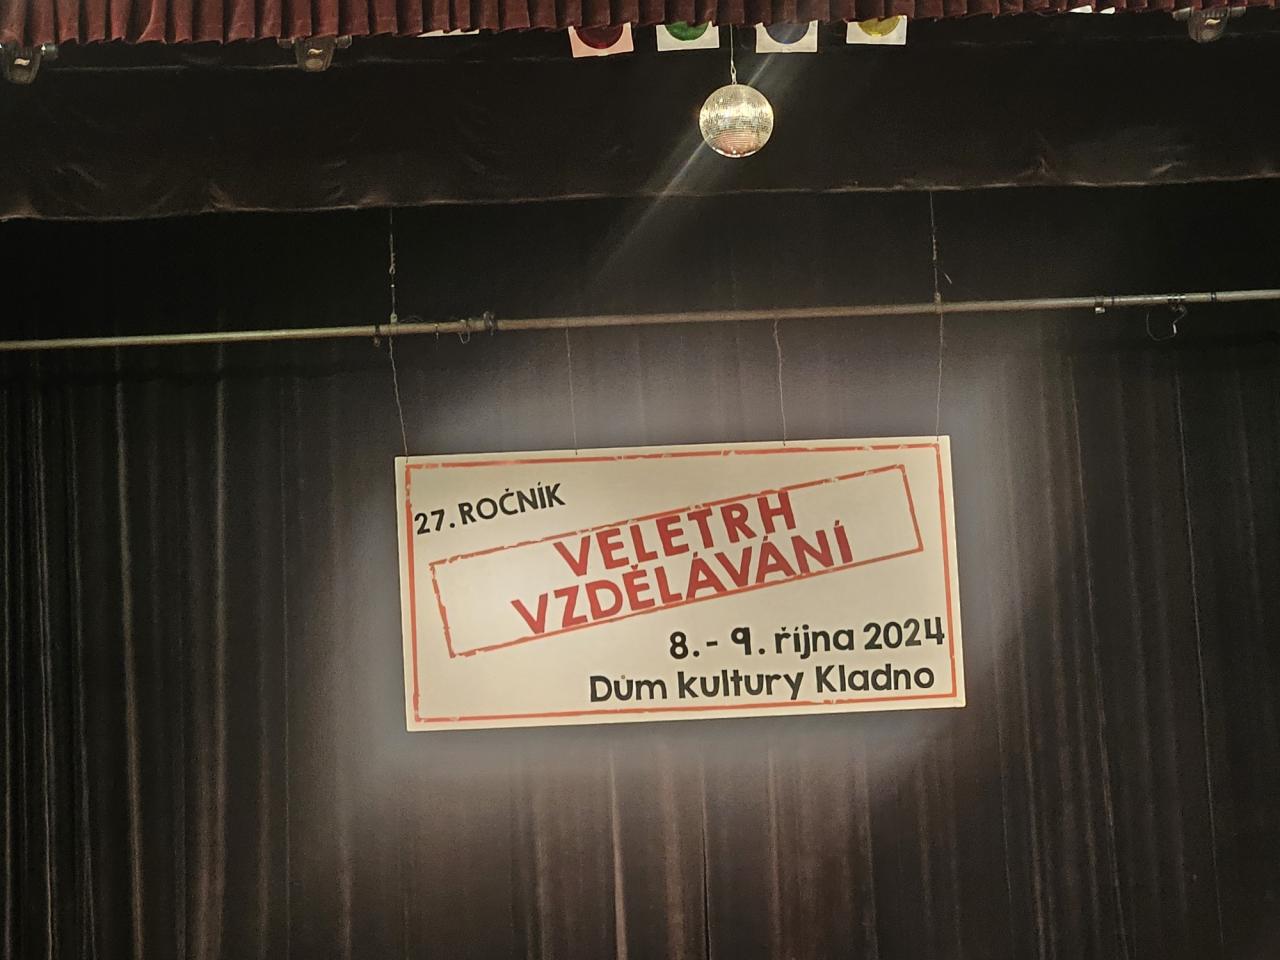 27. ROČNÍK
VELETRH
VZDĚLÁVÁNÍ
8. - 9. října 2024
Dům kultury Kladno